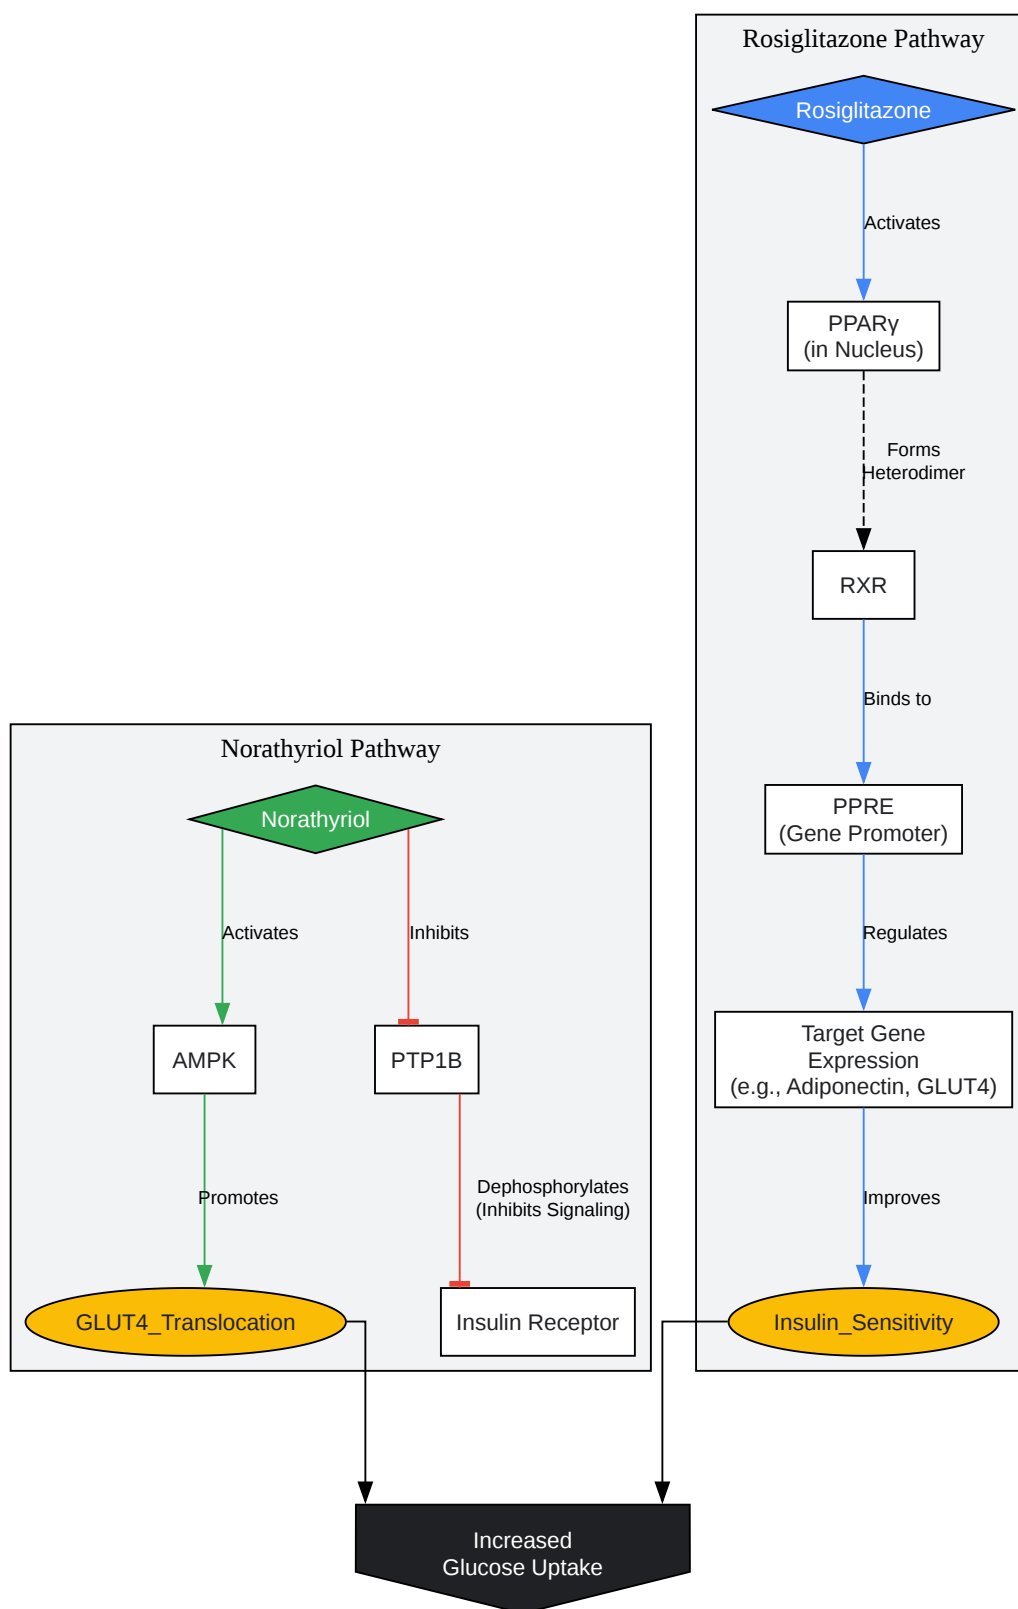 Rosiglitazone Pathway
Rosiglitazone
Activates
PPARγ
(in Nucleus)
Forms
Heterodimer
RXR
Binds to
PPRE
(Gene Promoter)
Regulates
Target Gene
Expression
(e.g., Adiponectin, GLUT4)
Improves
Insulin_Sensitivity
Norathyriol Pathway
Norathyriol
Activates
Inhibits
AMPK
PTP1B
Promotes
Dephosphorylates
(Inhibits Signaling)
GLUT4_Translocation
Insulin Receptor
Increased
Glucose Uptake